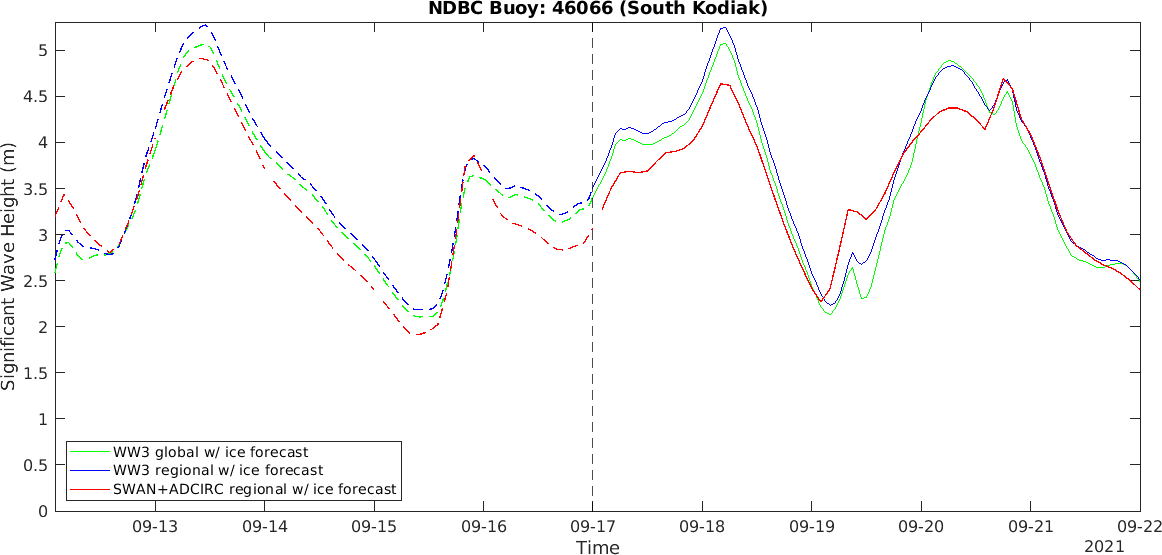 NDBC Buoy: 46066 (South Kodiak)
Significant Wave Height (m)
5
4.5
4
3.5
3
2.5
2
1.5
1
0.5
0
WW3 global w/ ice forecast
WW3 regional w/ ice forecast
SWAN+ADCIRC regional w/ ice forecast
09-13 09-14 09-15 09-16 09-17 09-18 09-19 09-20 09-21 09-22
Time
2021